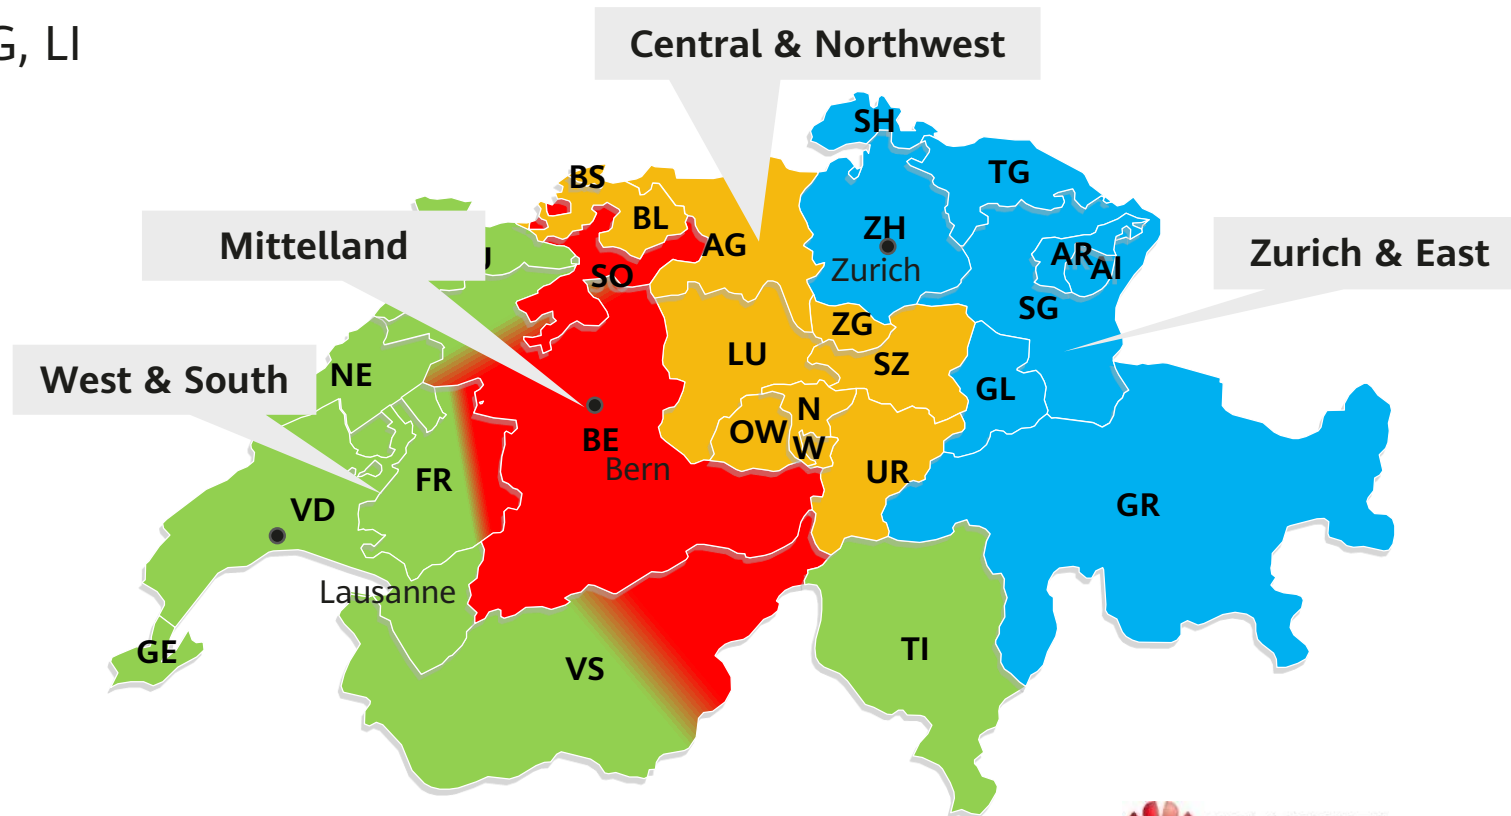 G, LI
Central & Northwest
SH
TG
BS
BL
ZH
Mittelland
AG
AR
AI
Zurich & East
J
SO
Zurich
SG
ZG
NE
LU
SZ
West & South
GL
N
OW
W
BE
Bern
UR
FR
GR
VD
Lausanne
GE
VS
TI